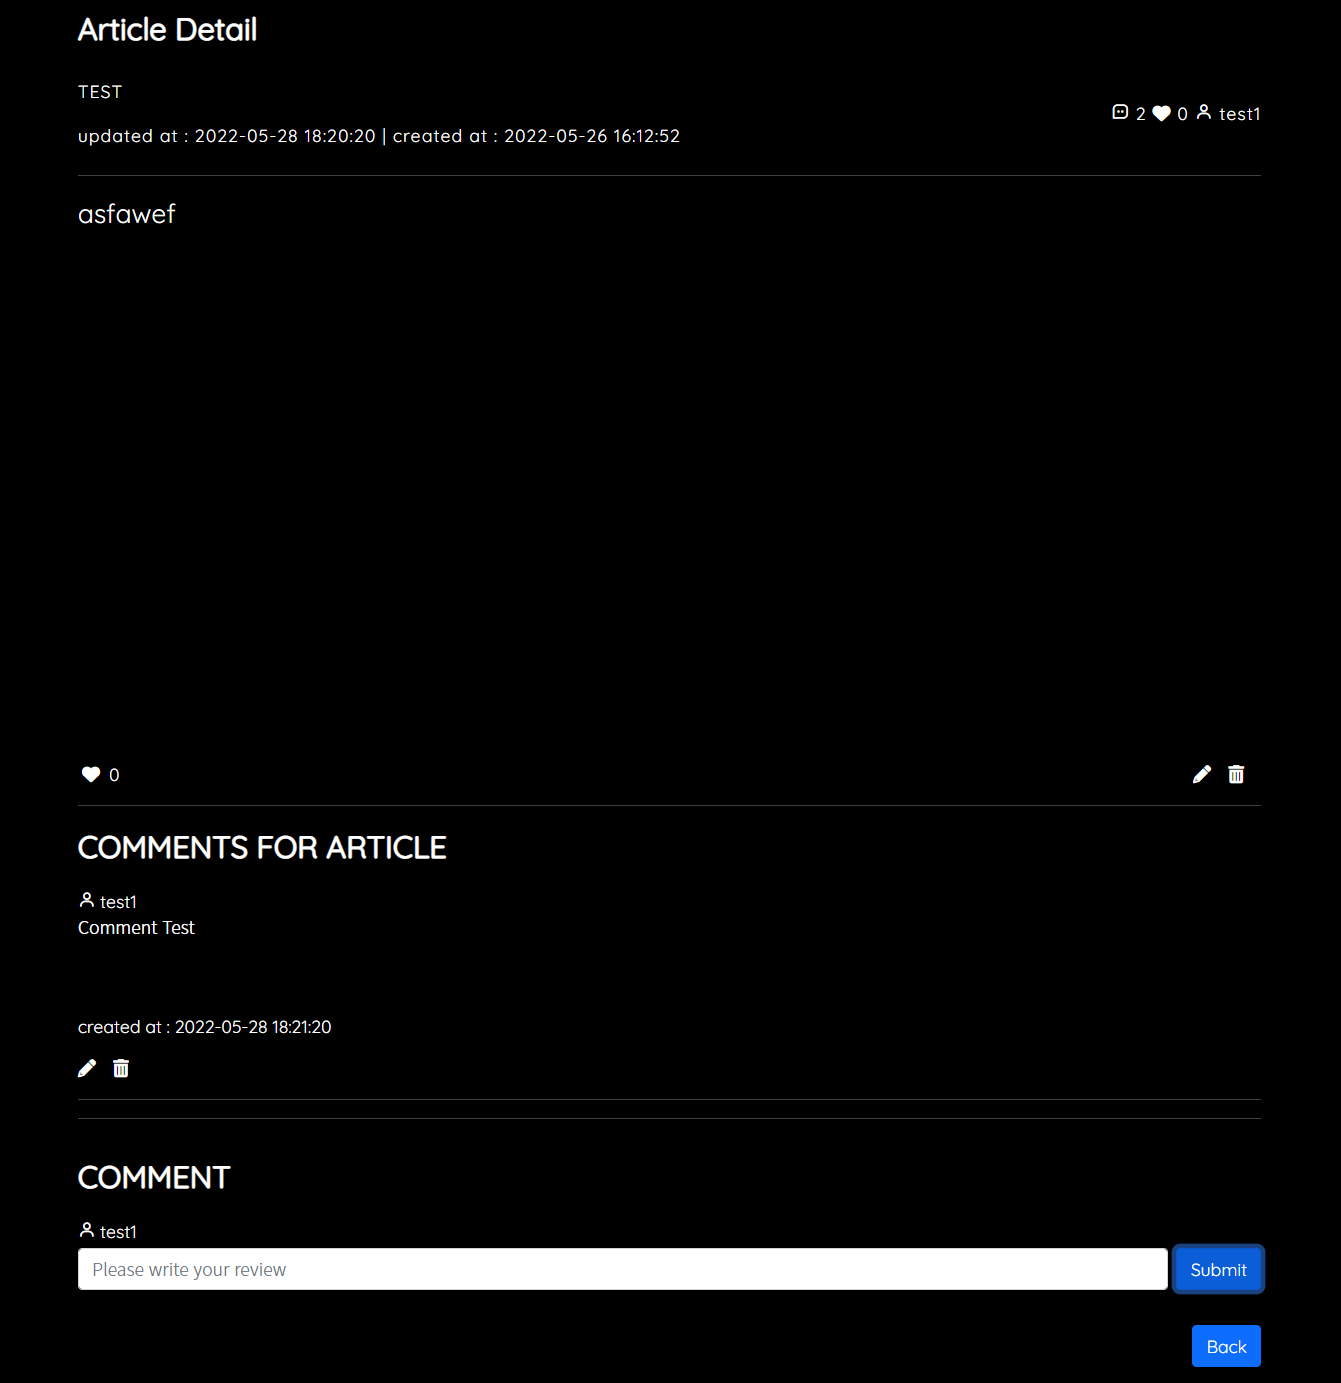 Article Detail
TEST
2 0 test1
updated at : 2022-05-28 18:20:20 | created at : 2022-05-26 16:12:52
asfawef
0
COMMENTS FOR ARTICLE
test1
Comment Test
created at : 2022-05-28 18:21:20
COMMENT
test1
Please write your review
Submit
Back